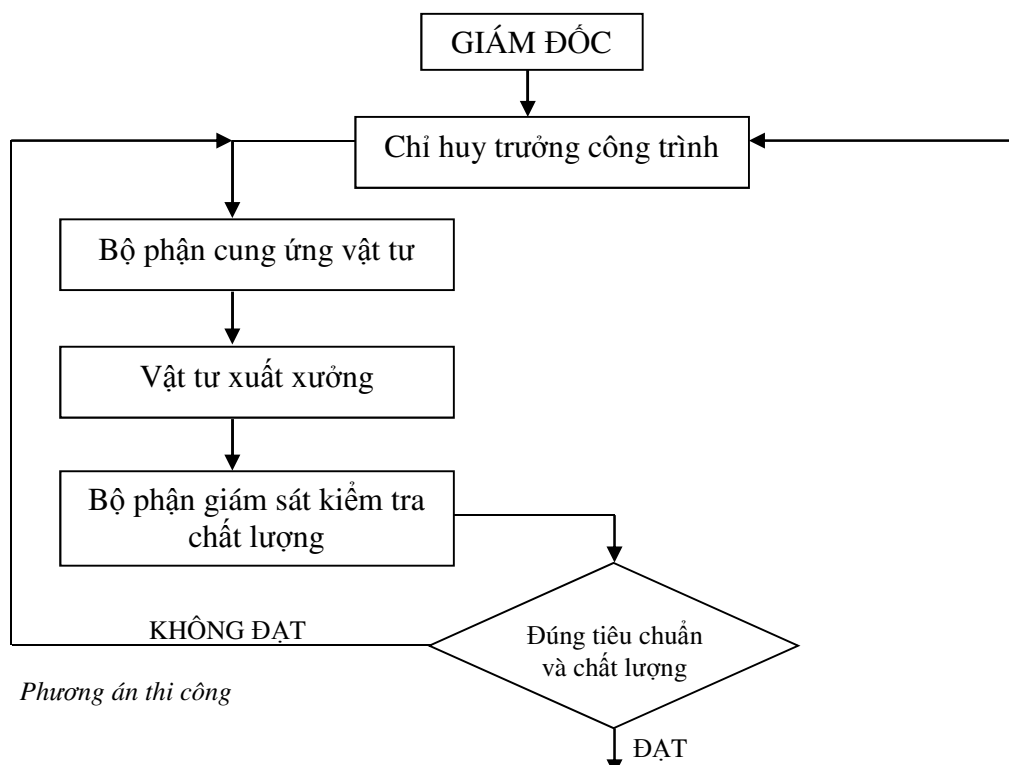 GIÁM ĐỐC
Chỉ huy trưởng công trình
Bộ phận cung ứng vật tư
Vật tư xuất xưởng
Bộ phận giám sát kiểm tra
chất lượng
KHÔNG ĐẠT
Đúng tiêu chuẩn
và chất lượng
Phương án thi công
ĐẠT